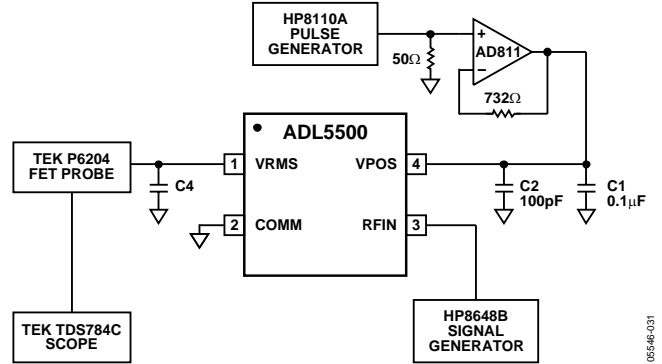 HP8110A
PULSE
GENERATOR
50Ω
+
AD811
−
732Ω
ADL5500
TEK P6204
FET PROBE
C4
1
VRMS
VPOS
4
C2
100pF
C1
0.1μF
2
COMM
RFIN
3
TEK TDS784C
SCOPE
HP8648B
SIGNAL
GENERATOR
05546-031